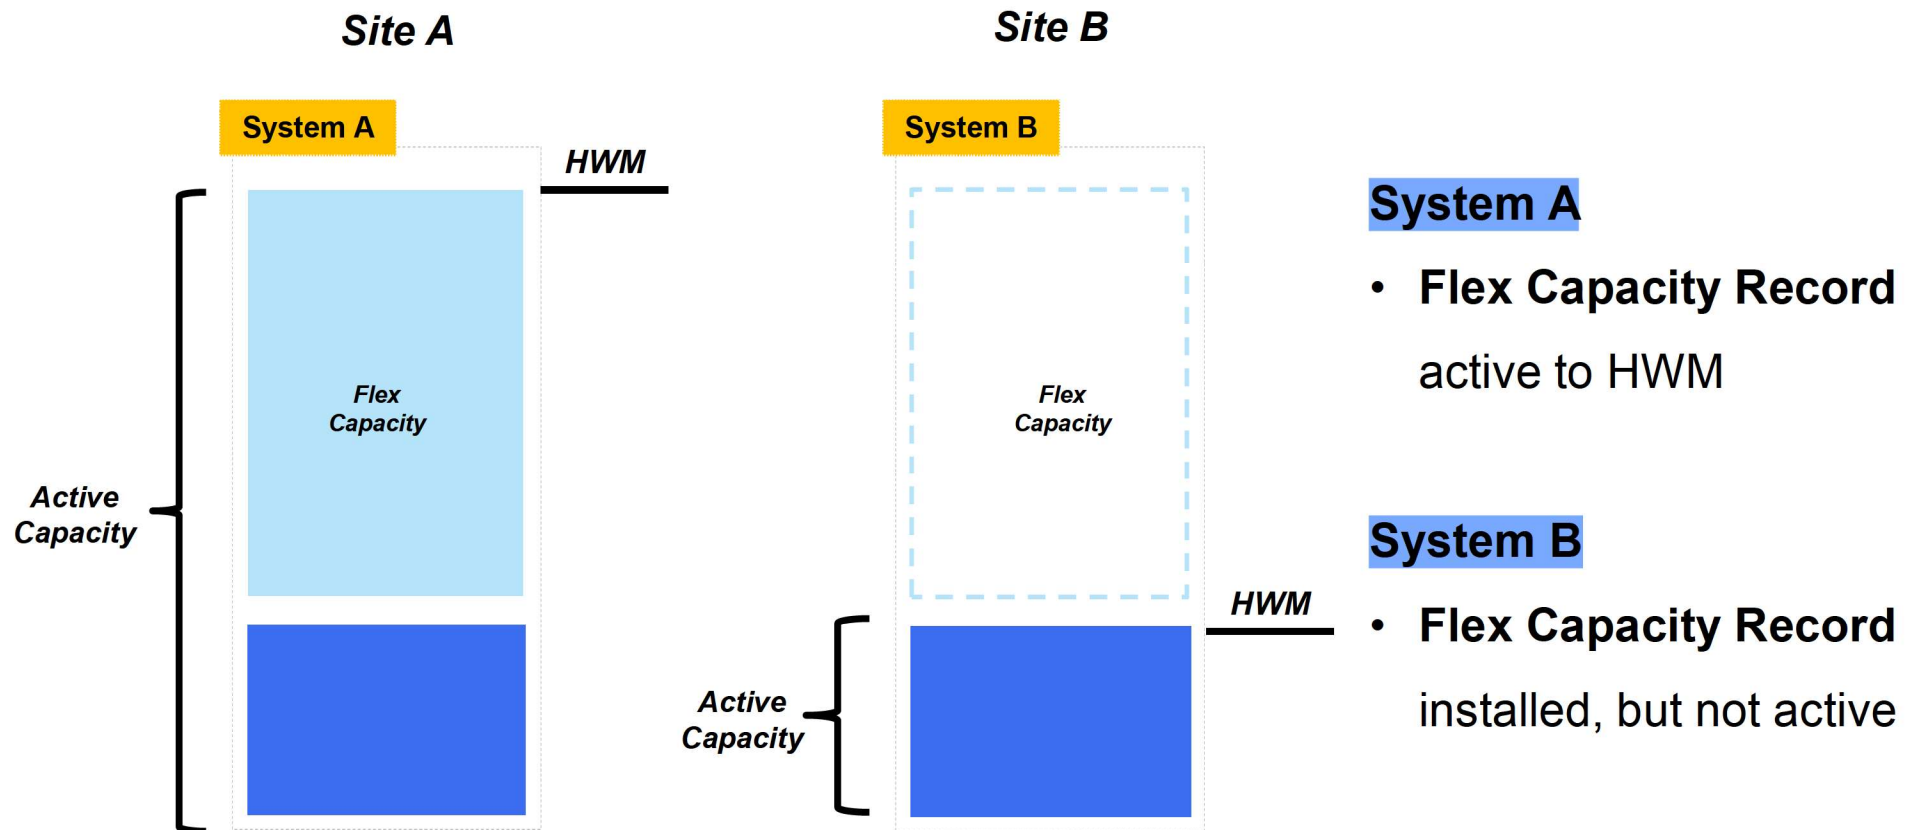 Site A
Site B
System A
HWM
Flex
Capacity
Active
Capacity
System B
Flex
Capacity
HWM
Active
Capacity
System A
• Flex Capacity Record
active to HWM
System B
• Flex Capacity Record
installed, but not active